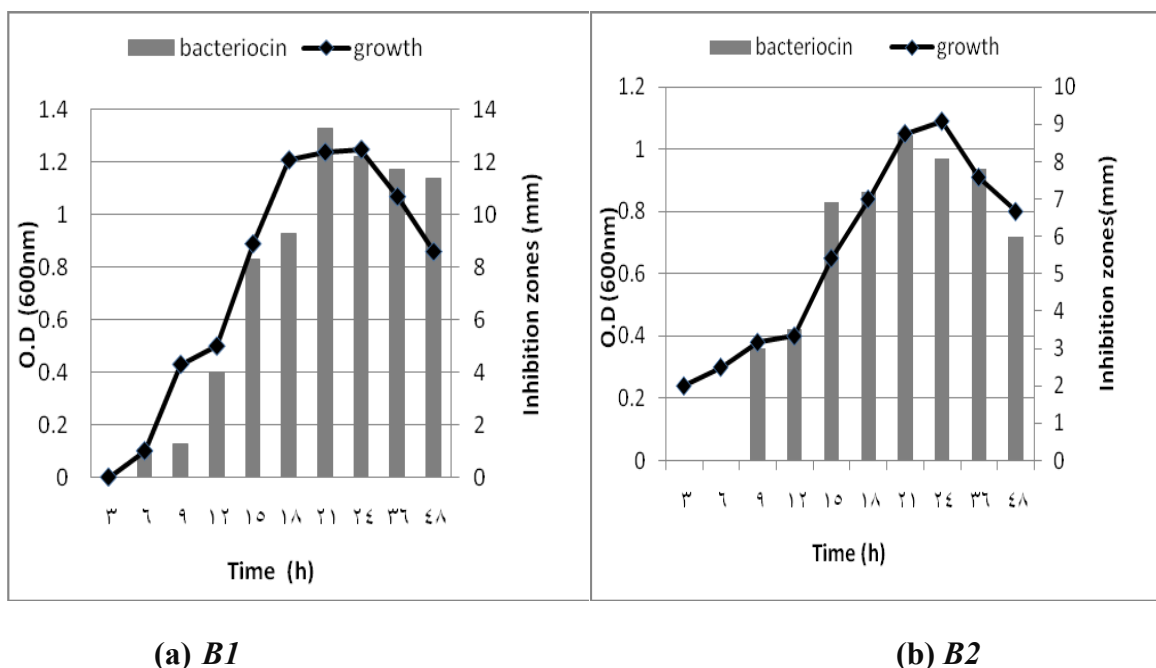 bacteriocin growth
1.4
1.2
1
0.8
0.6
0.4
0.2
0
O.D (600nm)
14
12
10
8
6
4
2
0
Inhibition zones (mm)
٣ ٦ ٩ ١٢ ١٥ ١٨ ٢١ ٢٤ ٣٦ ٤٨
Time (h)
(a) B1
bacteriocin growth
1.2
1
0.8
0.6
0.4
0.2
0
O.D (600nm)
10
9
8
7
6
5
4
3
2
1
0
Inhibition zones(mm)
٣ ٦ ٩ ١٢ ١٥ ١٨ ٢١ ٢٤ ٣٦ ٤٨
Time (h)
(b) B2